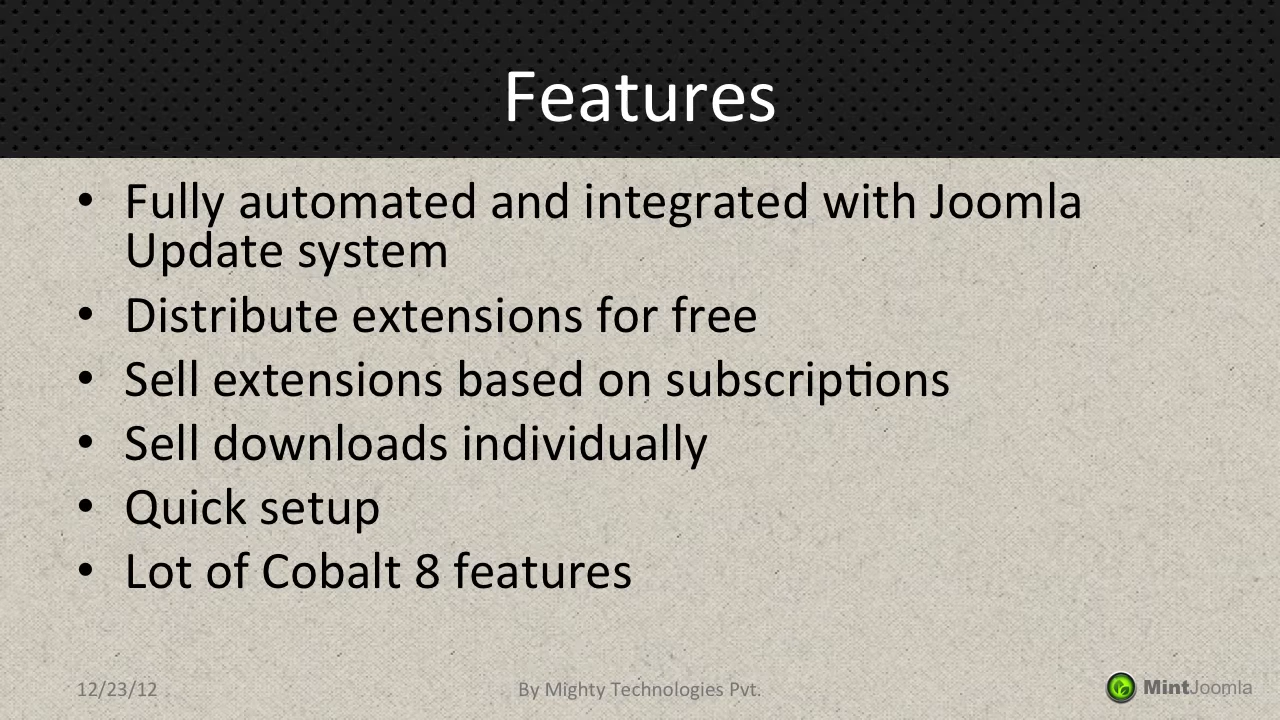 Features
• Fully automated and integrated with Joomla
Update system
• Distribute extensions for free
• Sell extensions based on subscriptions
• Sell downloads individually
• Quick setup
• Lot of Cobalt 8 features
12/23/12
By Mighty Technologies Pvt.
MintJoomla